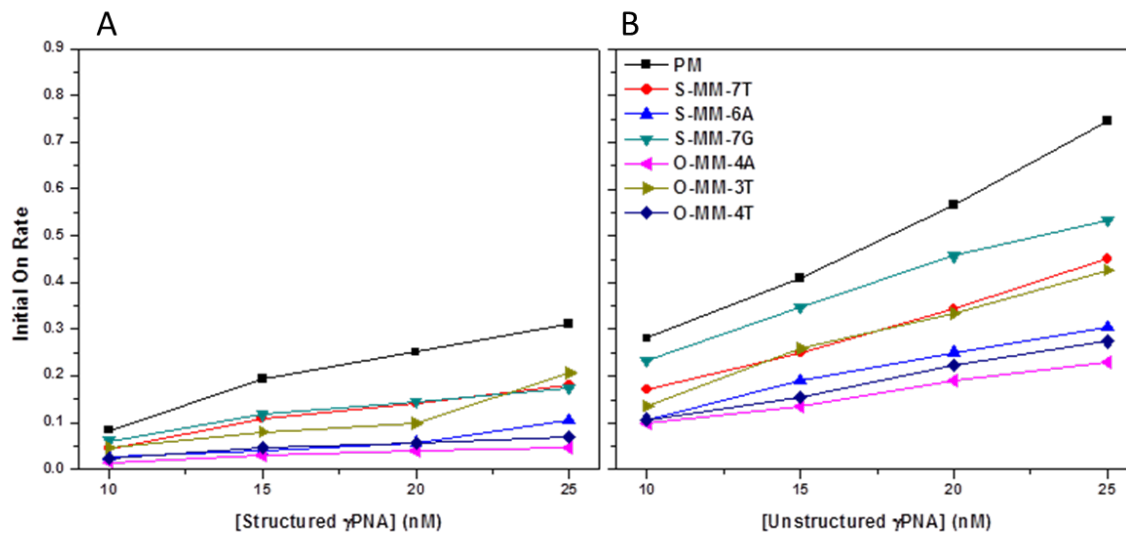 A
B
0.9
0.8
0.7
0.6
0.5
0.4
0.3
0.2
0.1
0.0
Initial On Rate
10 15 20 25
[Structured γPNA] (nM)
PM
S-MM-7T
S-MM-6A
S-MM-7G
O-MM-4A
O-MM-3T
O-MM-4T
10 15 20 25
[Unstructured γPNA] (nM)